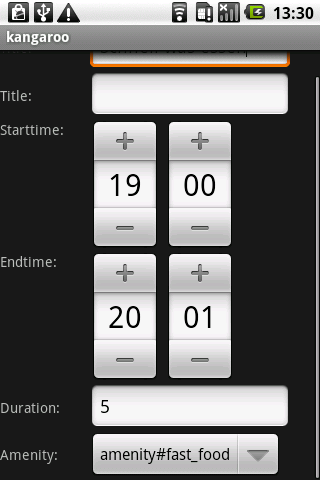 13:30
kangaroo
Title:
Starttime:
+ +
19 00
− −
Endtime:
+ +
20 01
− −
Duration: 5
Amenity: amenity#fast_food